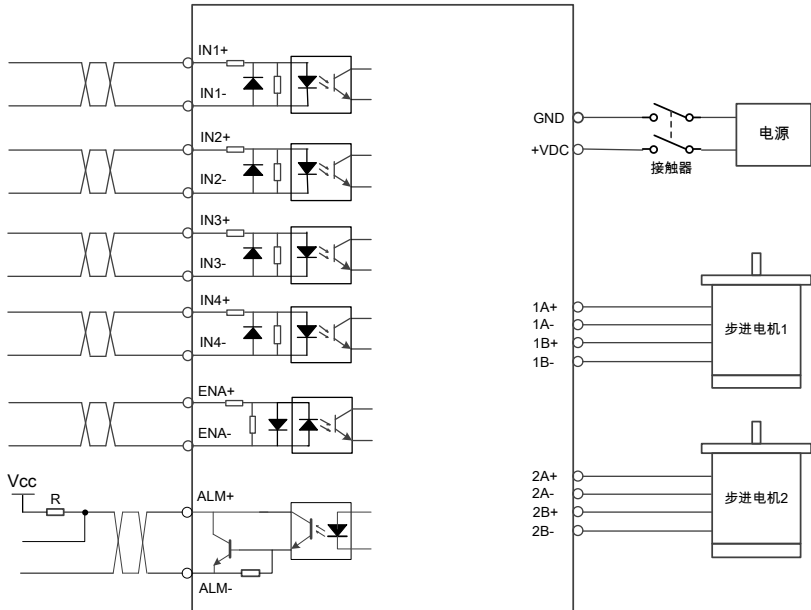 IN1+
IN1-
IN2+
IN2-
IN3+
IN3-
IN4+
IN4-
ENA+
ENA-
Vcc
R
ALM+
ALM-
GND
+VDC
接触器
电源
1A+
1A-
1B+
1B-
步进电机1
2A+
2A-
2B+
2B-
步进电机2